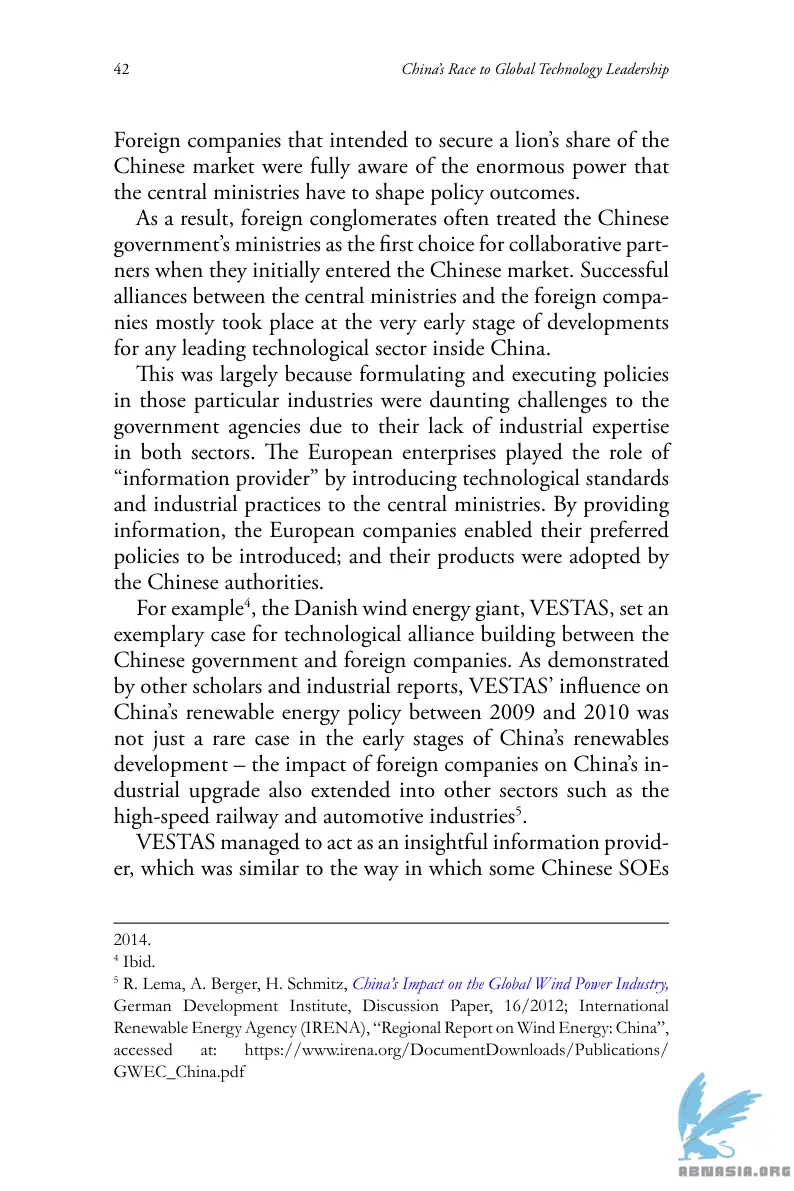 42
China’s Race to Global Technology Leadership
Foreign companies that intended to secure a lion’s share of the
Chinese market were fully aware of the enormous power that
the central ministries have to shape policy outcomes.
As a result, foreign conglomerates often treated the Chinese
government’s ministries as the first choice for collaborative part-
ners when they initially entered the Chinese market. Successful
alliances between the central ministries and the foreign compa-
nies mostly took place at the very early stage of developments
for any leading technological sector inside China.
This was largely because formulating and executing policies
in those particular industries were daunting challenges to the
government agencies due to their lack of industrial expertise
in both sectors. The European enterprises played the role of
“information provider” by introducing technological standards
and industrial practices to the central ministries. By providing
information, the European companies enabled their preferred
policies to be introduced; and their products were adopted by
the Chinese authorities.
For example4, the Danish wind energy giant, VESTAS, set an
exemplary case for technological alliance building between the
Chinese government and foreign companies. As demonstrated
by other scholars and industrial reports, VESTAS’ influence on
China’s renewable energy policy between 2009 and 2010 was
not just a rare case in the early stages of China’s renewables
development – the impact of foreign companies on China’s in-
dustrial upgrade also extended into other sectors such as the
high-speed railway and automotive industries5.
VESTAS managed to act as an insightful information provid-
er, which was similar to the way in which some Chinese SOEs
2014.
4 Ibid.
5 R. Lema, A. Berger, H. Schmitz, China’s Impact on the Global Wind Power Industry,
German Development Institute, Discussion Paper, 16/2012; International
Renewable Energy Agency (IRENA), “Regional Report on Wind Energy: China”,
accessed at: https://www.irena.org/DocumentDownloads/Publications/
GWEC_China.pdf
ABNASIA.ORG